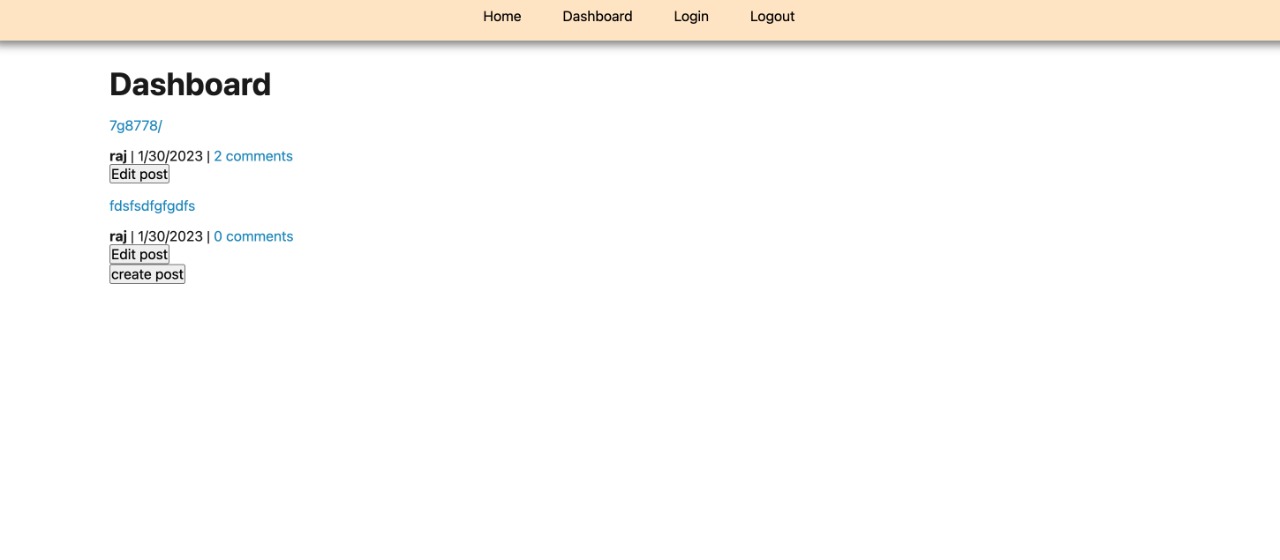 Home Dashboard Login Logout
Dashboard
7g8778/
raj | 1/30/2023 | 2 comments
Edit post
fdsfsdfgfgdfs
raj | 1/30/2023 | 0 comments
Edit post
create post